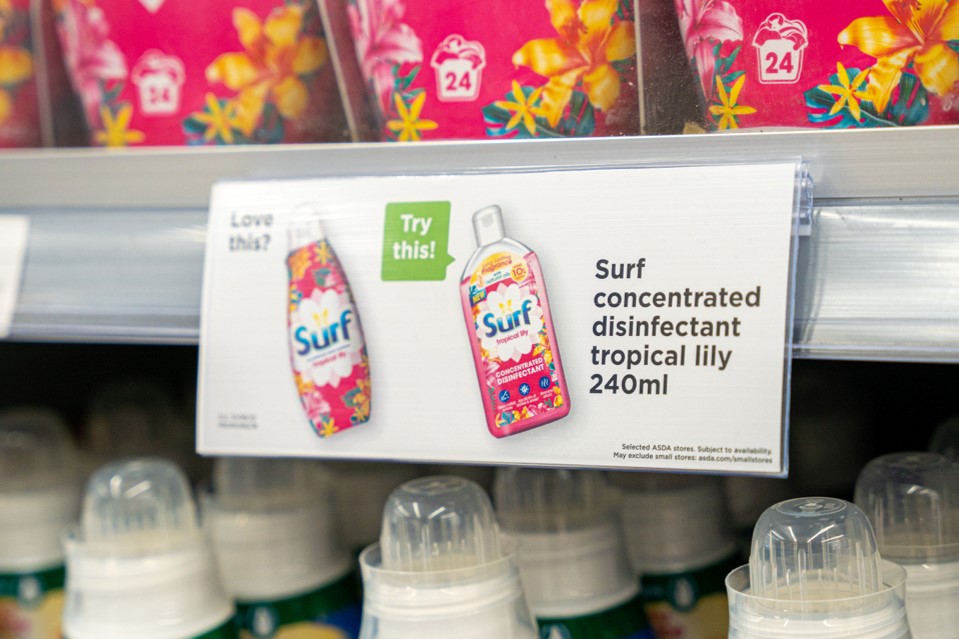 24
24
24
Love
this?
Try
this!
Surf
tropical lily
Surf
tropical lily
CONCENTRATED
DISINFECTANT
Surf
concentrated
disinfectant
tropical lily
240ml
Selected ASDA stores. Subject to availability.
May exclude small stores: asda.com/smallstores